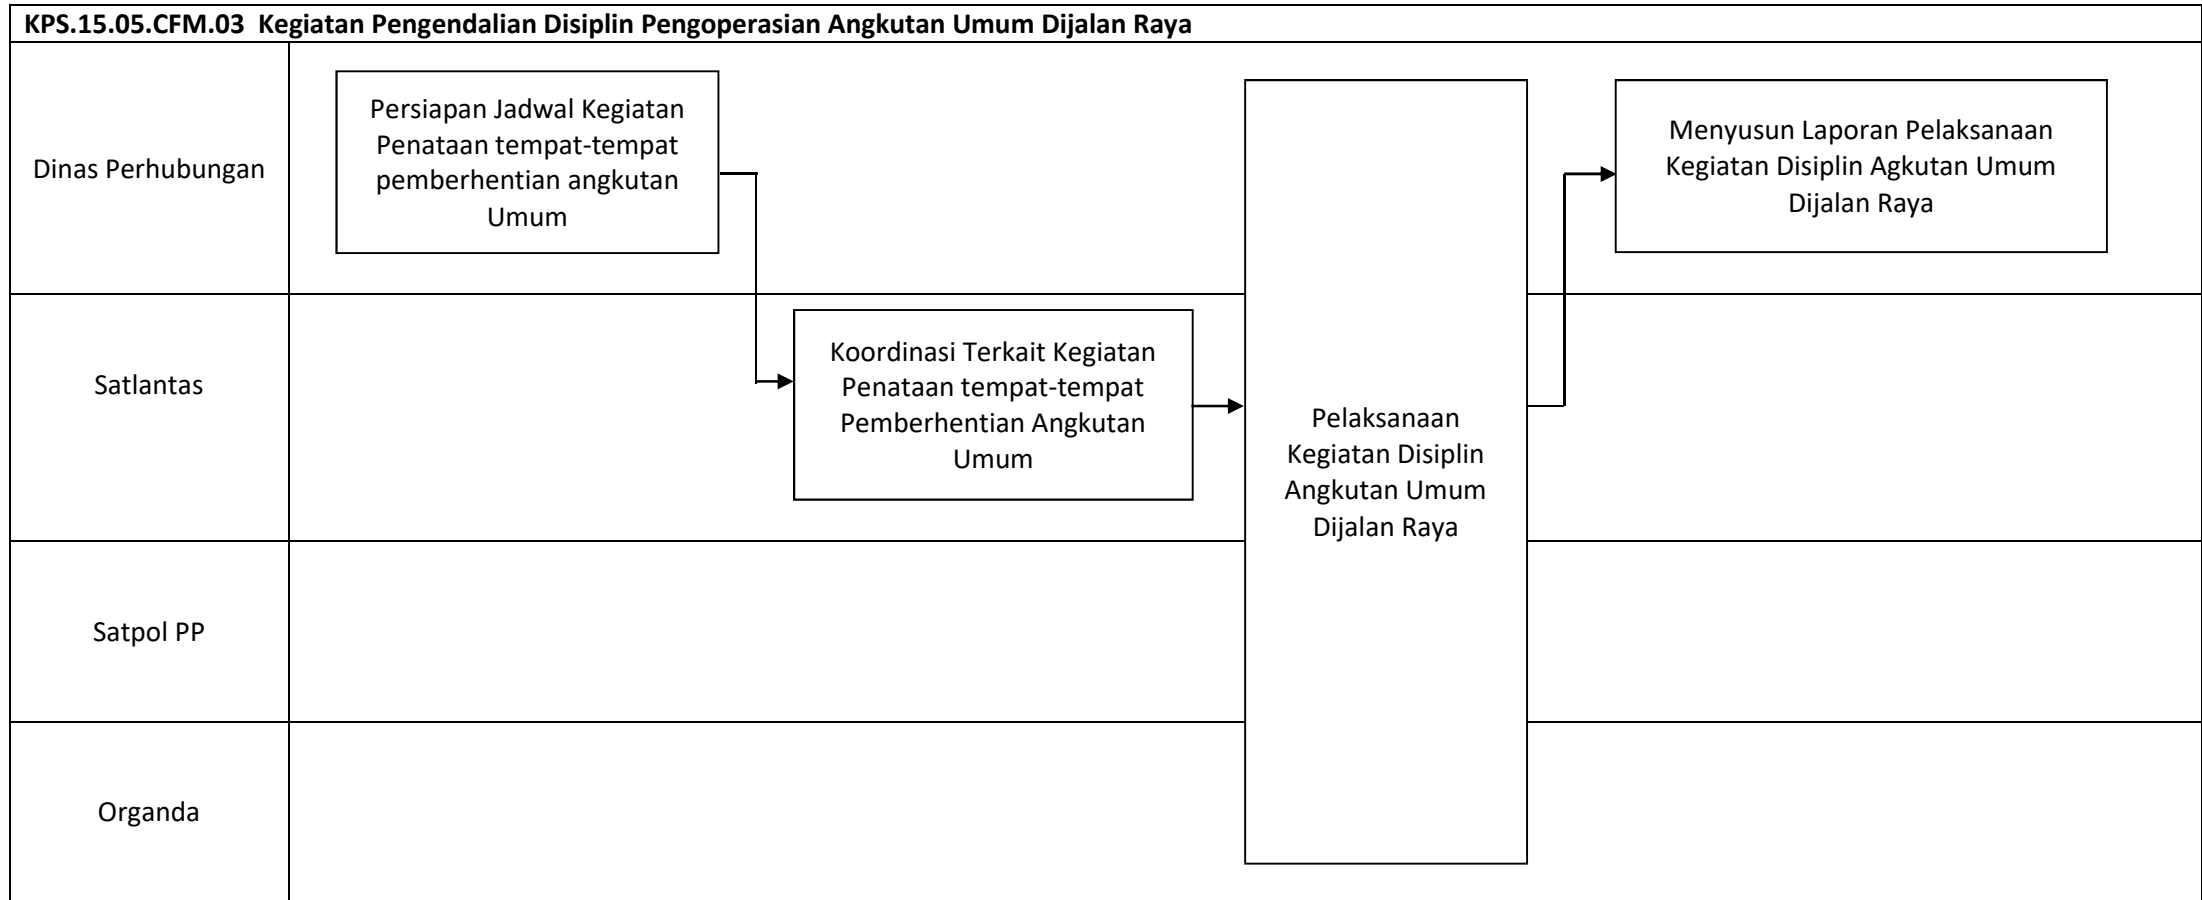 KPS.15.05.CFM.03 Kegiatan Pengendalian Disiplin Pengoperasian Angkutan Umum Dijalan Raya
Dinas Perhubungan
Persiapan Jadwal Kegiatan
Penataan tempat-tempat
pemberhentian angkutan
Umum
Menyusun Laporan Pelaksanaan
Kegiatan Disiplin Agkutan Umum
Dijalan Raya
Satlantas
Koordinasi Terkait Kegiatan
Penataan tempat-tempat
Pemberhentian Angkutan
Umum
Pelaksanaan
Kegiatan Disiplin
Angkutan Umum
Dijalan Raya
Satpol PP
Organda